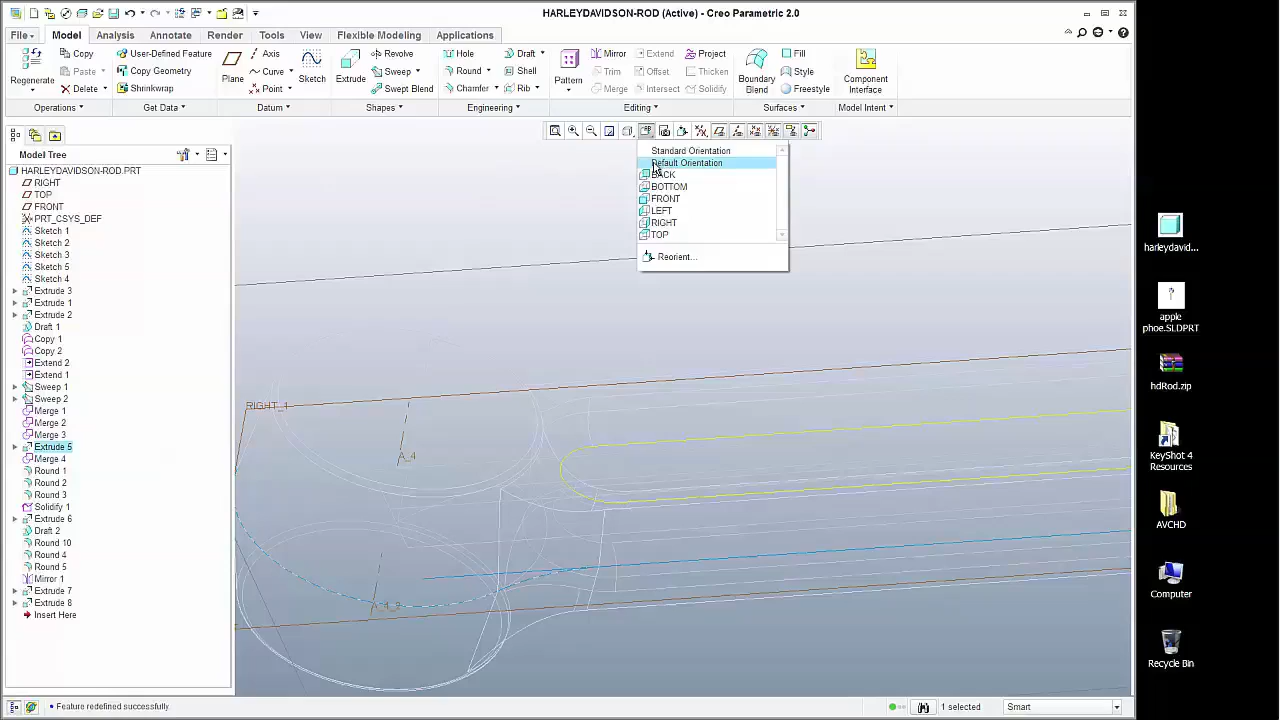 HARLEYDAVIDSON-ROD (Active) - Creo Parametric 2.0
File Model Analysis Annotate Render Tools View Flexible Modeling Applications
Regenerate
Copy
Paste
Delete
Operations
User-Defined Feature
Copy Geometry
Shrinkwrap
Get Data
Plane
Axis
Curve
Point
Sketch
Datum
Extrude
Revolve
Sweep
Swept Blend
Shapes
Hole
Round
Chamfer
Draft
Shell
Rib
Engineering
Pattern
Mirror
Trim
Merge
Extend
Offset
Intersect
Project
Thicken
Solidify
Editing
Boundary Blend
Fill
Style
Freestyle
Surfaces
Component Interface
Model Intent
Model Tree
HARLEYDAVIDSON-ROD.PRT
RIGHT
TOP
FRONT
PRT_CSYS_DEF
Sketch 1
Sketch 2
Sketch 3
Sketch 5
Sketch 4
Extrude 3
Extrude 1
Extrude 2
Draft 1
Copy 1
Copy 2
Extend 2
Extend 1
Sweep 1
Sweep 2
Merge 1
Merge 2
Merge 3
Extrude 5
Merge 4
Round 1
Round 2
Round 3
Solidify 1
Extrude 6
Draft 2
Round 10
Round 4
Round 5
Mirror 1
Extrude 7
Extrude 8
Insert Here
Standard Orientation
Default Orientation
BACK
BOTTOM
FRONT
LEFT
RIGHT
TOP
Reorient...
RIGHT_1
A_4
A_4_2
Feature redefined successfully.
1 selected
Smart
harleydavid...
apple
phoe.SLDPRT
hdRod.zip
KeyShot 4
Resources
AVCHD
Computer
Recycle Bin